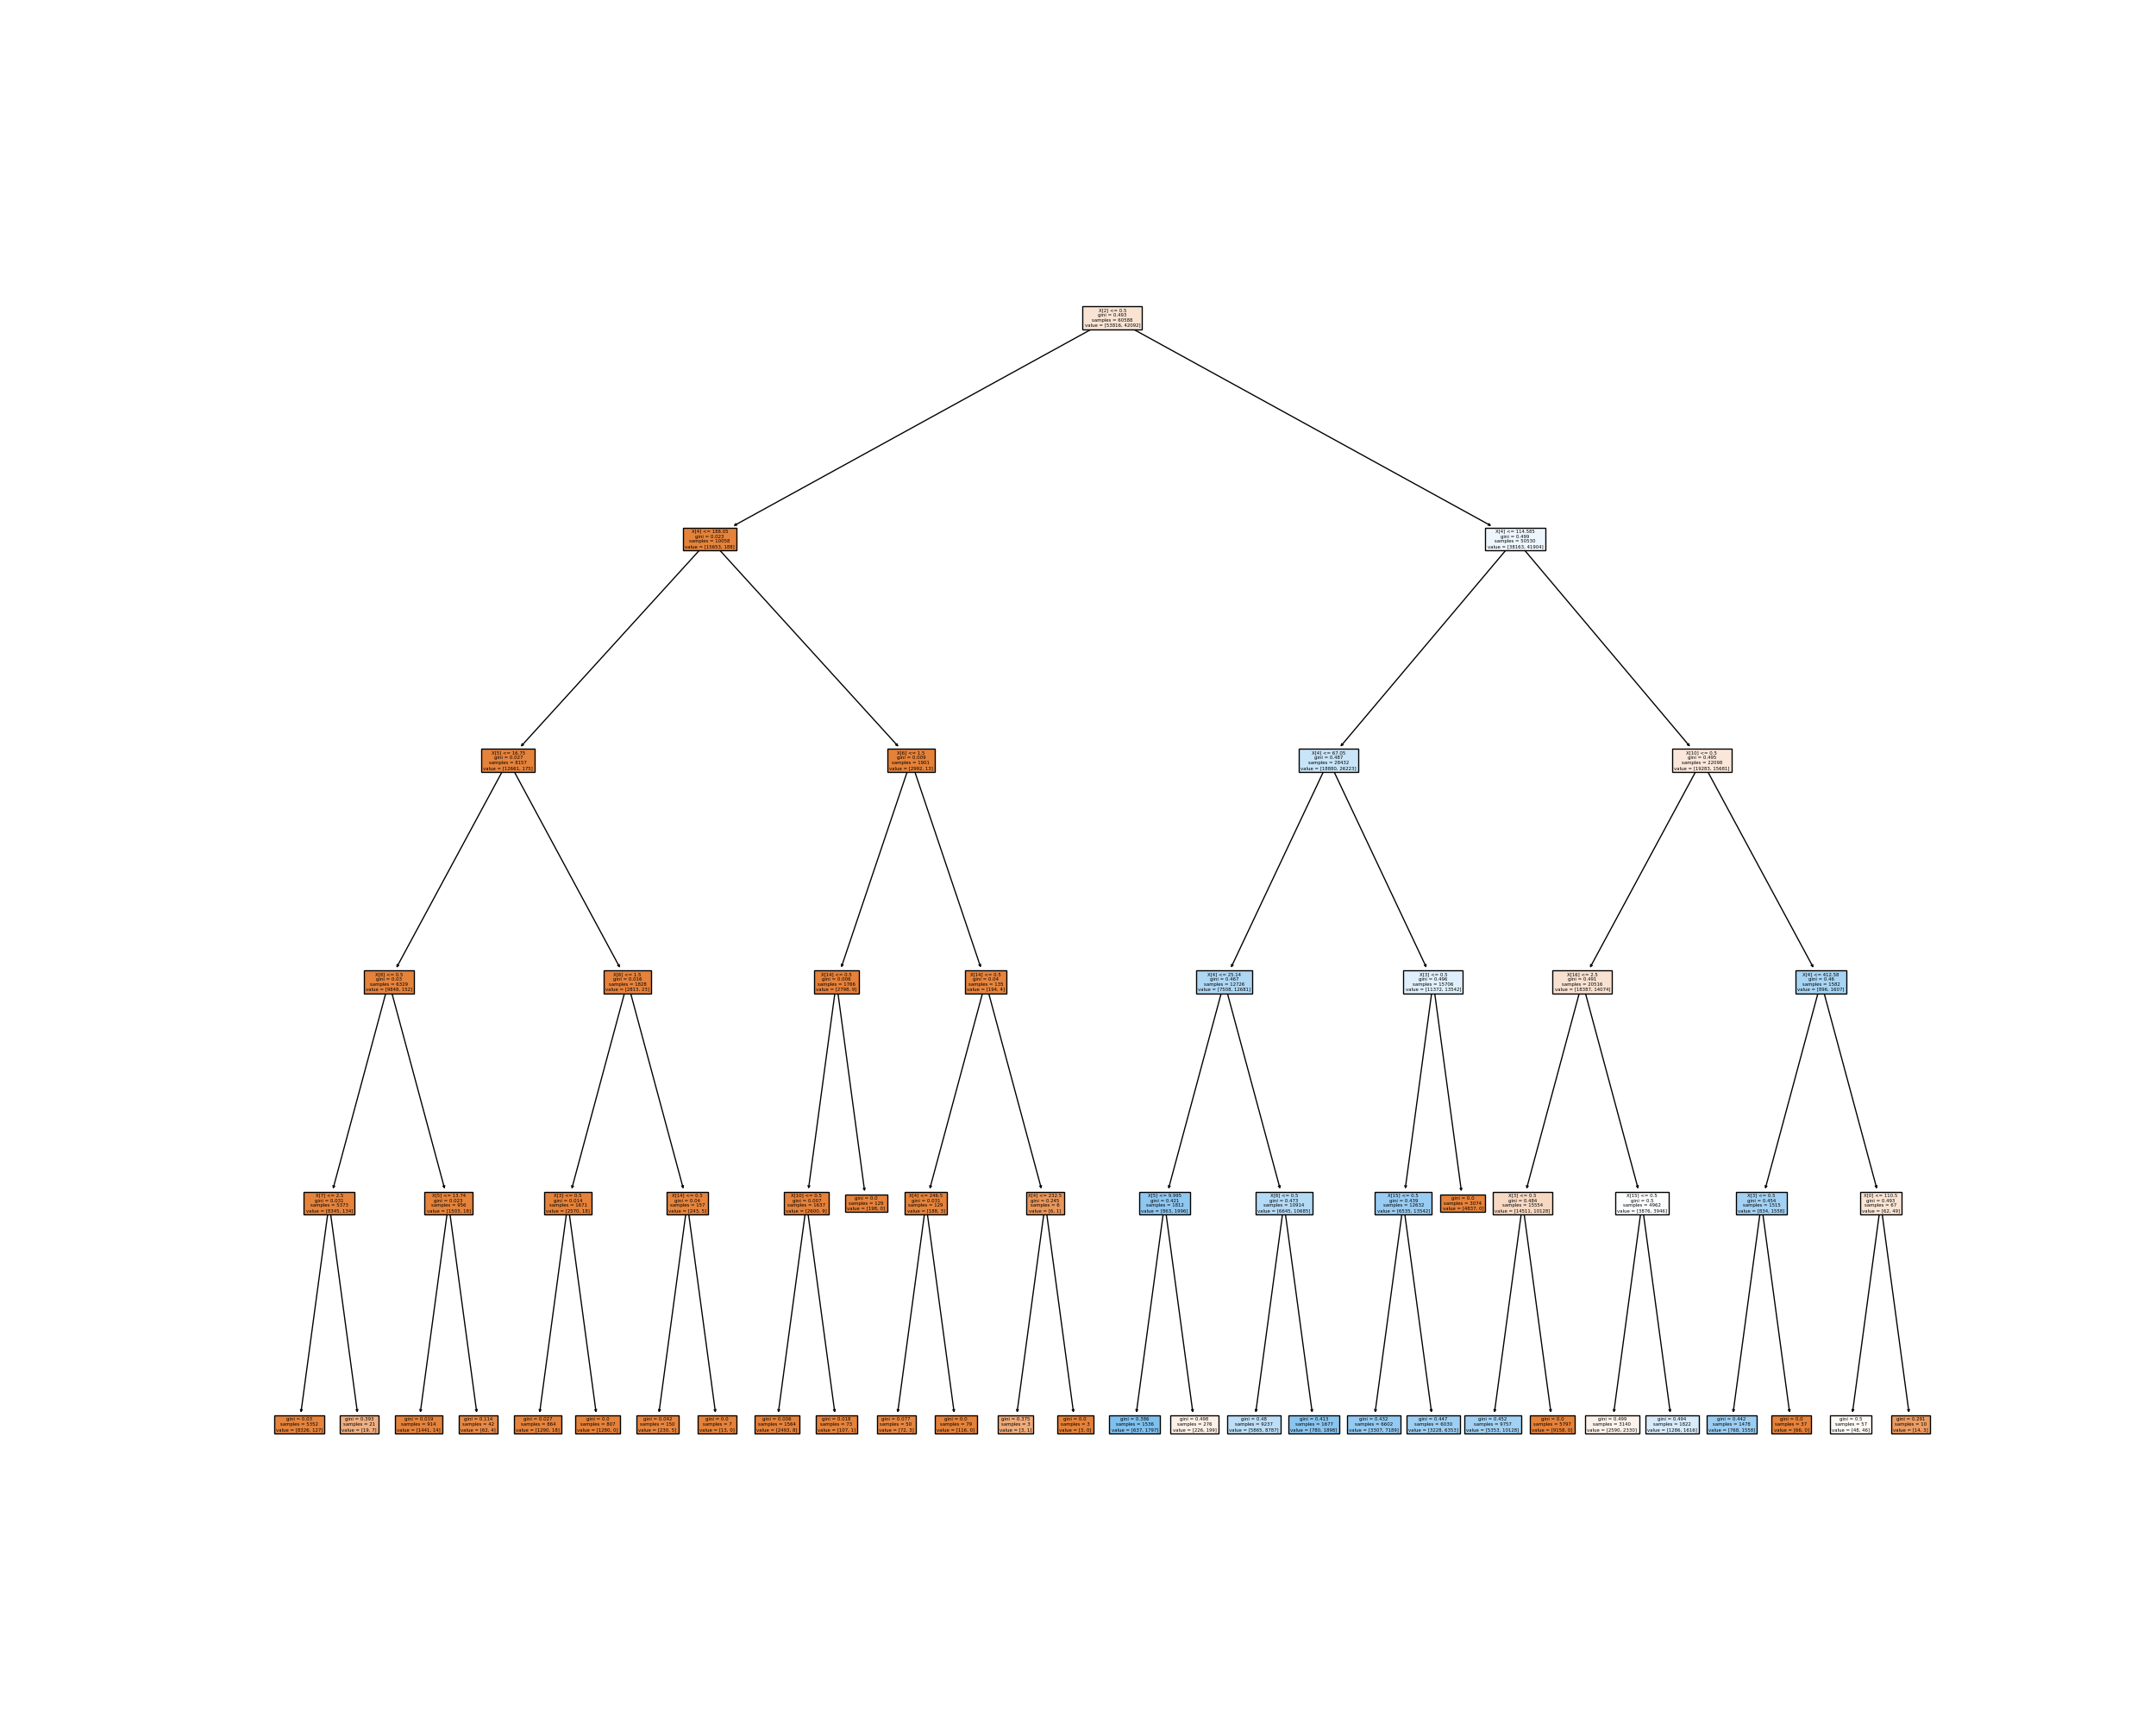 X[2] <= 0.5
gini = 0.493
samples = 60588
value = [53816, 42092]
X[4] <= 188.05
gini = 0.023
samples = 10058
value = [15653, 188]
X[4] <= 114.585
gini = 0.499
samples = 50530
value = [38163, 41904]
X[5] <= 16.75
gini = 0.027
samples = 8157
value = [12661, 175]
X[6] <= 1.5
gini = 0.009
samples = 1901
value = [2992, 13]
X[4] <= 67.05
gini = 0.487
samples = 28432
value = [18880, 26223]
X[10] <= 0.5
gini = 0.495
samples = 22098
value = [19283, 15681]
X[8] <= 0.5
gini = 0.03
samples = 6329
value = [9848, 152]
X[6] <= 1.5
gini = 0.016
samples = 1828
value = [2813, 23]
X[14] <= 0.5
gini = 0.006
samples = 1766
value = [2798, 9]
X[14] <= 0.5
gini = 0.04
samples = 135
value = [194, 4]
X[4] <= 25.14
gini = 0.467
samples = 12726
value = [7508, 12681]
X[3] <= 0.5
gini = 0.496
samples = 15706
value = [11372, 13542]
X[16] <= 2.5
gini = 0.491
samples = 20516
value = [18387, 14074]
X[4] <= 412.58
gini = 0.46
samples = 1582
value = [896, 1607]
X[7] <= 2.5
gini = 0.031
samples = 5373
value = [8345, 134]
X[5] <= 13.74
gini = 0.023
samples = 956
value = [1503, 18]
X[3] <= 0.5
gini = 0.014
samples = 1671
value = [2570, 18]
X[14] <= 0.5
gini = 0.04
samples = 157
value = [243, 5]
X[10] <= 0.5
gini = 0.007
samples = 1637
value = [2600, 9]
gini = 0.0
samples = 129
value = [198, 0]
X[4] <= 248.5
gini = 0.031
samples = 129
value = [188, 3]
X[4] <= 232.5
gini = 0.245
samples = 6
value = [6, 1]
X[5] <= 9.995
gini = 0.421
samples = 1812
value = [863, 1996]
X[8] <= 0.5
gini = 0.473
samples = 10914
value = [6645, 10685]
X[15] <= 0.5
gini = 0.439
samples = 12632
value = [6535, 13542]
gini = 0.0
samples = 3074
value = [4837, 0]
X[3] <= 0.5
gini = 0.484
samples = 15554
value = [14511, 10128]
X[15] <= 0.5
gini = 0.5
samples = 4962
value = [3876, 3946]
X[3] <= 0.5
gini = 0.454
samples = 1515
value = [834, 1558]
X[0] <= 110.5
gini = 0.493
samples = 67
value = [62, 49]
gini = 0.03
samples = 5352
value = [8326, 127]
gini = 0.393
samples = 21
value = [19, 7]
gini = 0.019
samples = 914
value = [1441, 14]
gini = 0.114
samples = 42
value = [62, 4]
gini = 0.027
samples = 864
value = [1290, 18]
gini = 0.0
samples = 807
value = [1280, 0]
gini = 0.042
samples = 150
value = [230, 5]
gini = 0.0
samples = 7
value = [13, 0]
gini = 0.006
samples = 1564
value = [2493, 8]
gini = 0.018
samples = 73
value = [107, 1]
gini = 0.077
samples = 50
value = [72, 3]
gini = 0.0
samples = 79
value = [116, 0]
gini = 0.375
samples = 3
value = [3, 1]
gini = 0.0
samples = 3
value = [3, 0]
gini = 0.386
samples = 1536
value = [637, 1797]
gini = 0.498
samples = 276
value = [226, 199]
gini = 0.48
samples = 9237
value = [5865, 8787]
gini = 0.413
samples = 1677
value = [780, 1898]
gini = 0.432
samples = 6602
value = [3307, 7189]
gini = 0.447
samples = 6030
value = [3228, 6353]
gini = 0.452
samples = 9757
value = [5353, 10128]
gini = 0.0
samples = 5797
value = [9158, 0]
gini = 0.499
samples = 3140
value = [2590, 2330]
gini = 0.494
samples = 1822
value = [1286, 1616]
gini = 0.442
samples = 1478
value = [768, 1558]
gini = 0.0
samples = 37
value = [66, 0]
gini = 0.5
samples = 57
value = [48, 46]
gini = 0.291
samples = 10
value = [14, 3]